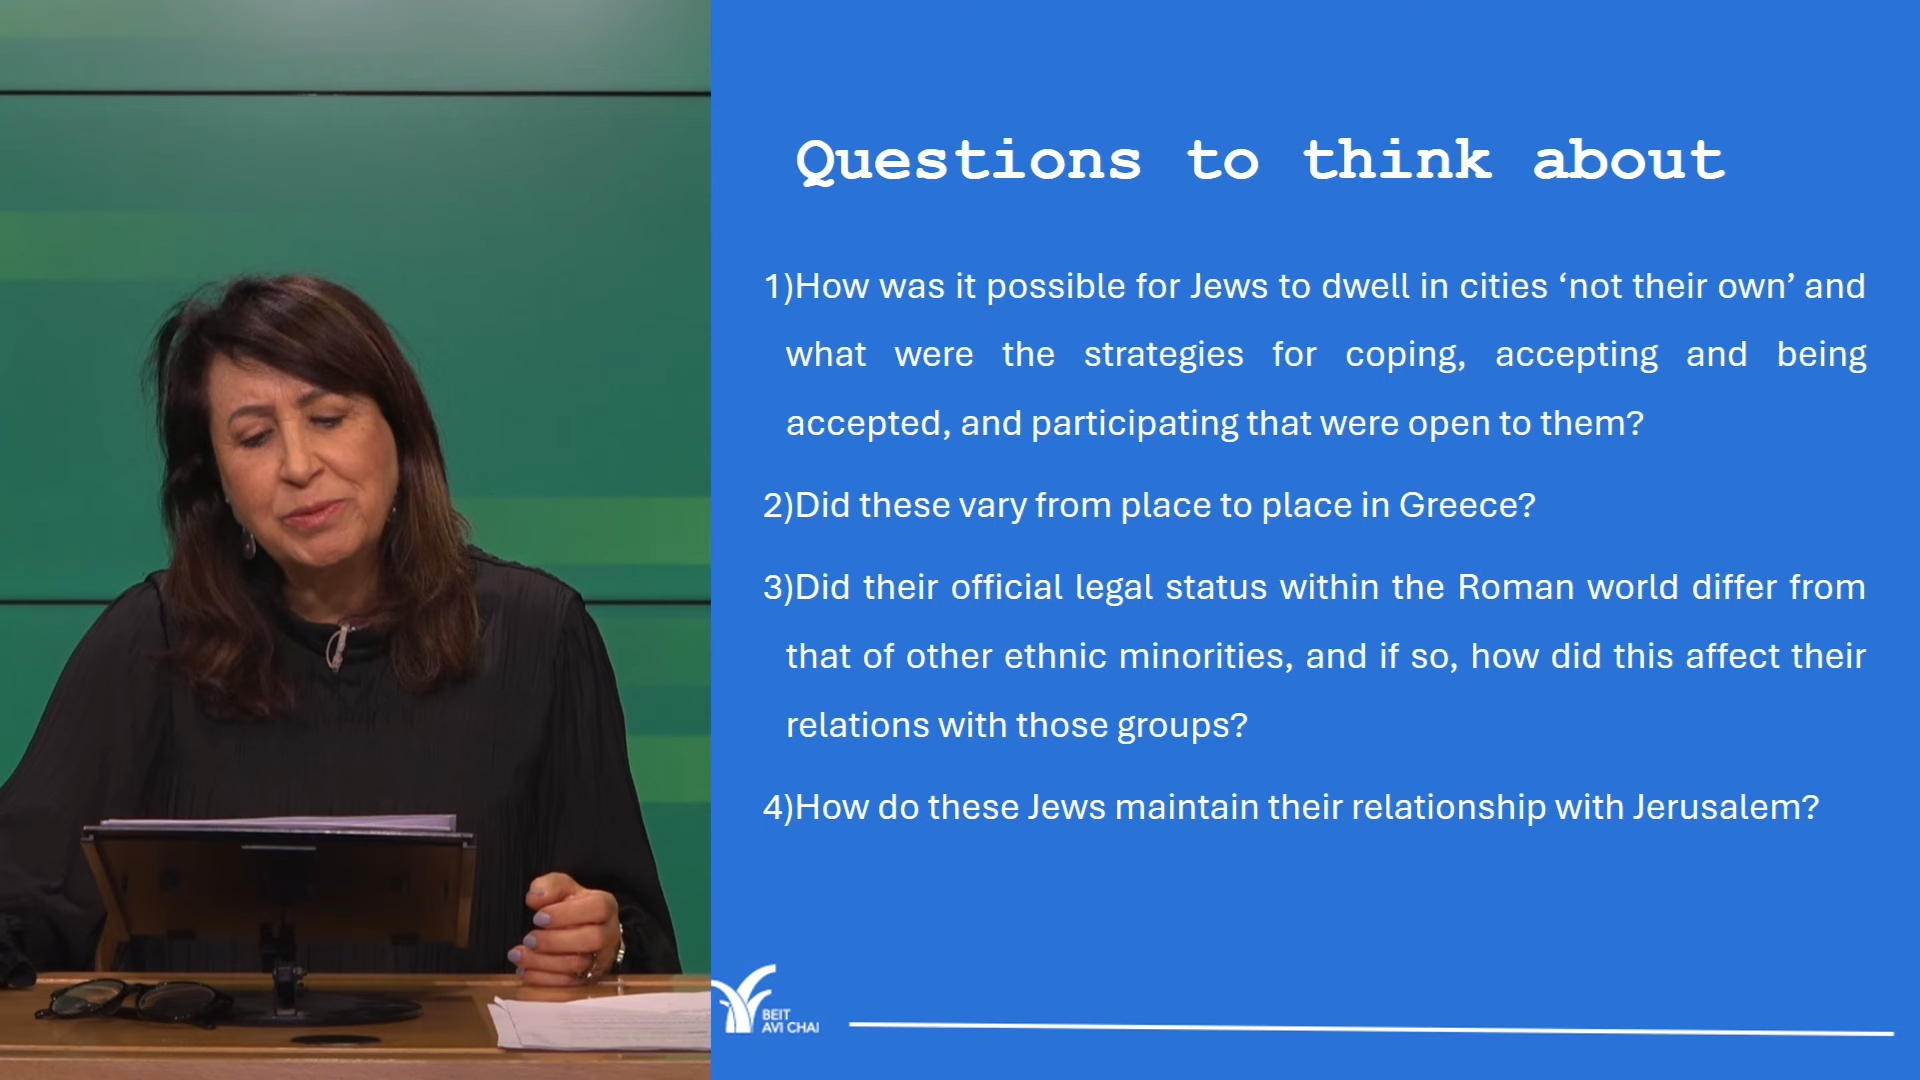 Questions to think about
1)How was it possible for Jews to dwell in cities ‘not their own’ and
what were the strategies for coping, accepting and being
accepted, and participating that were open to them?
2)Did these vary from place to place in Greece?
3)Did their official legal status within the Roman world differ from
that of other ethnic minorities, and if so, how did this affect their
relations with those groups?
4)How do these Jews maintain their relationship with Jerusalem?
BEIT
AVI CHAI